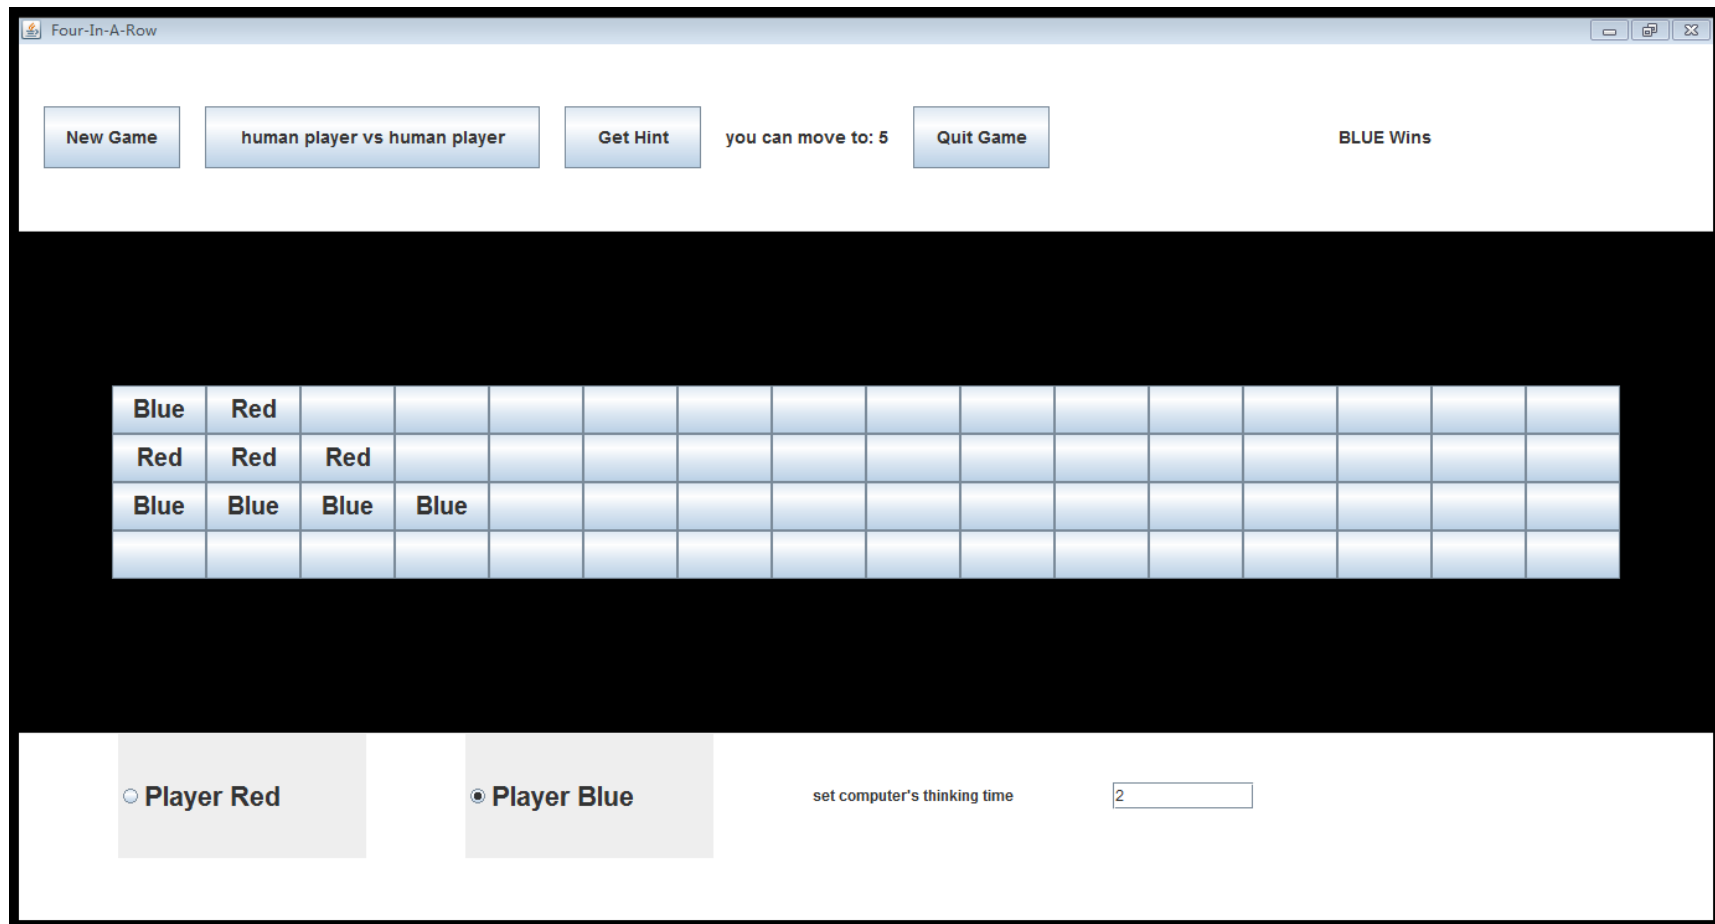 Four-In-A-Row
New Game human player vs human player Get Hint you can move to: 5 Quit Game BLUE Wins
Blue Red
Red Red Red
Blue Blue Blue Blue
Player Red Player Blue set computer's thinking time 2